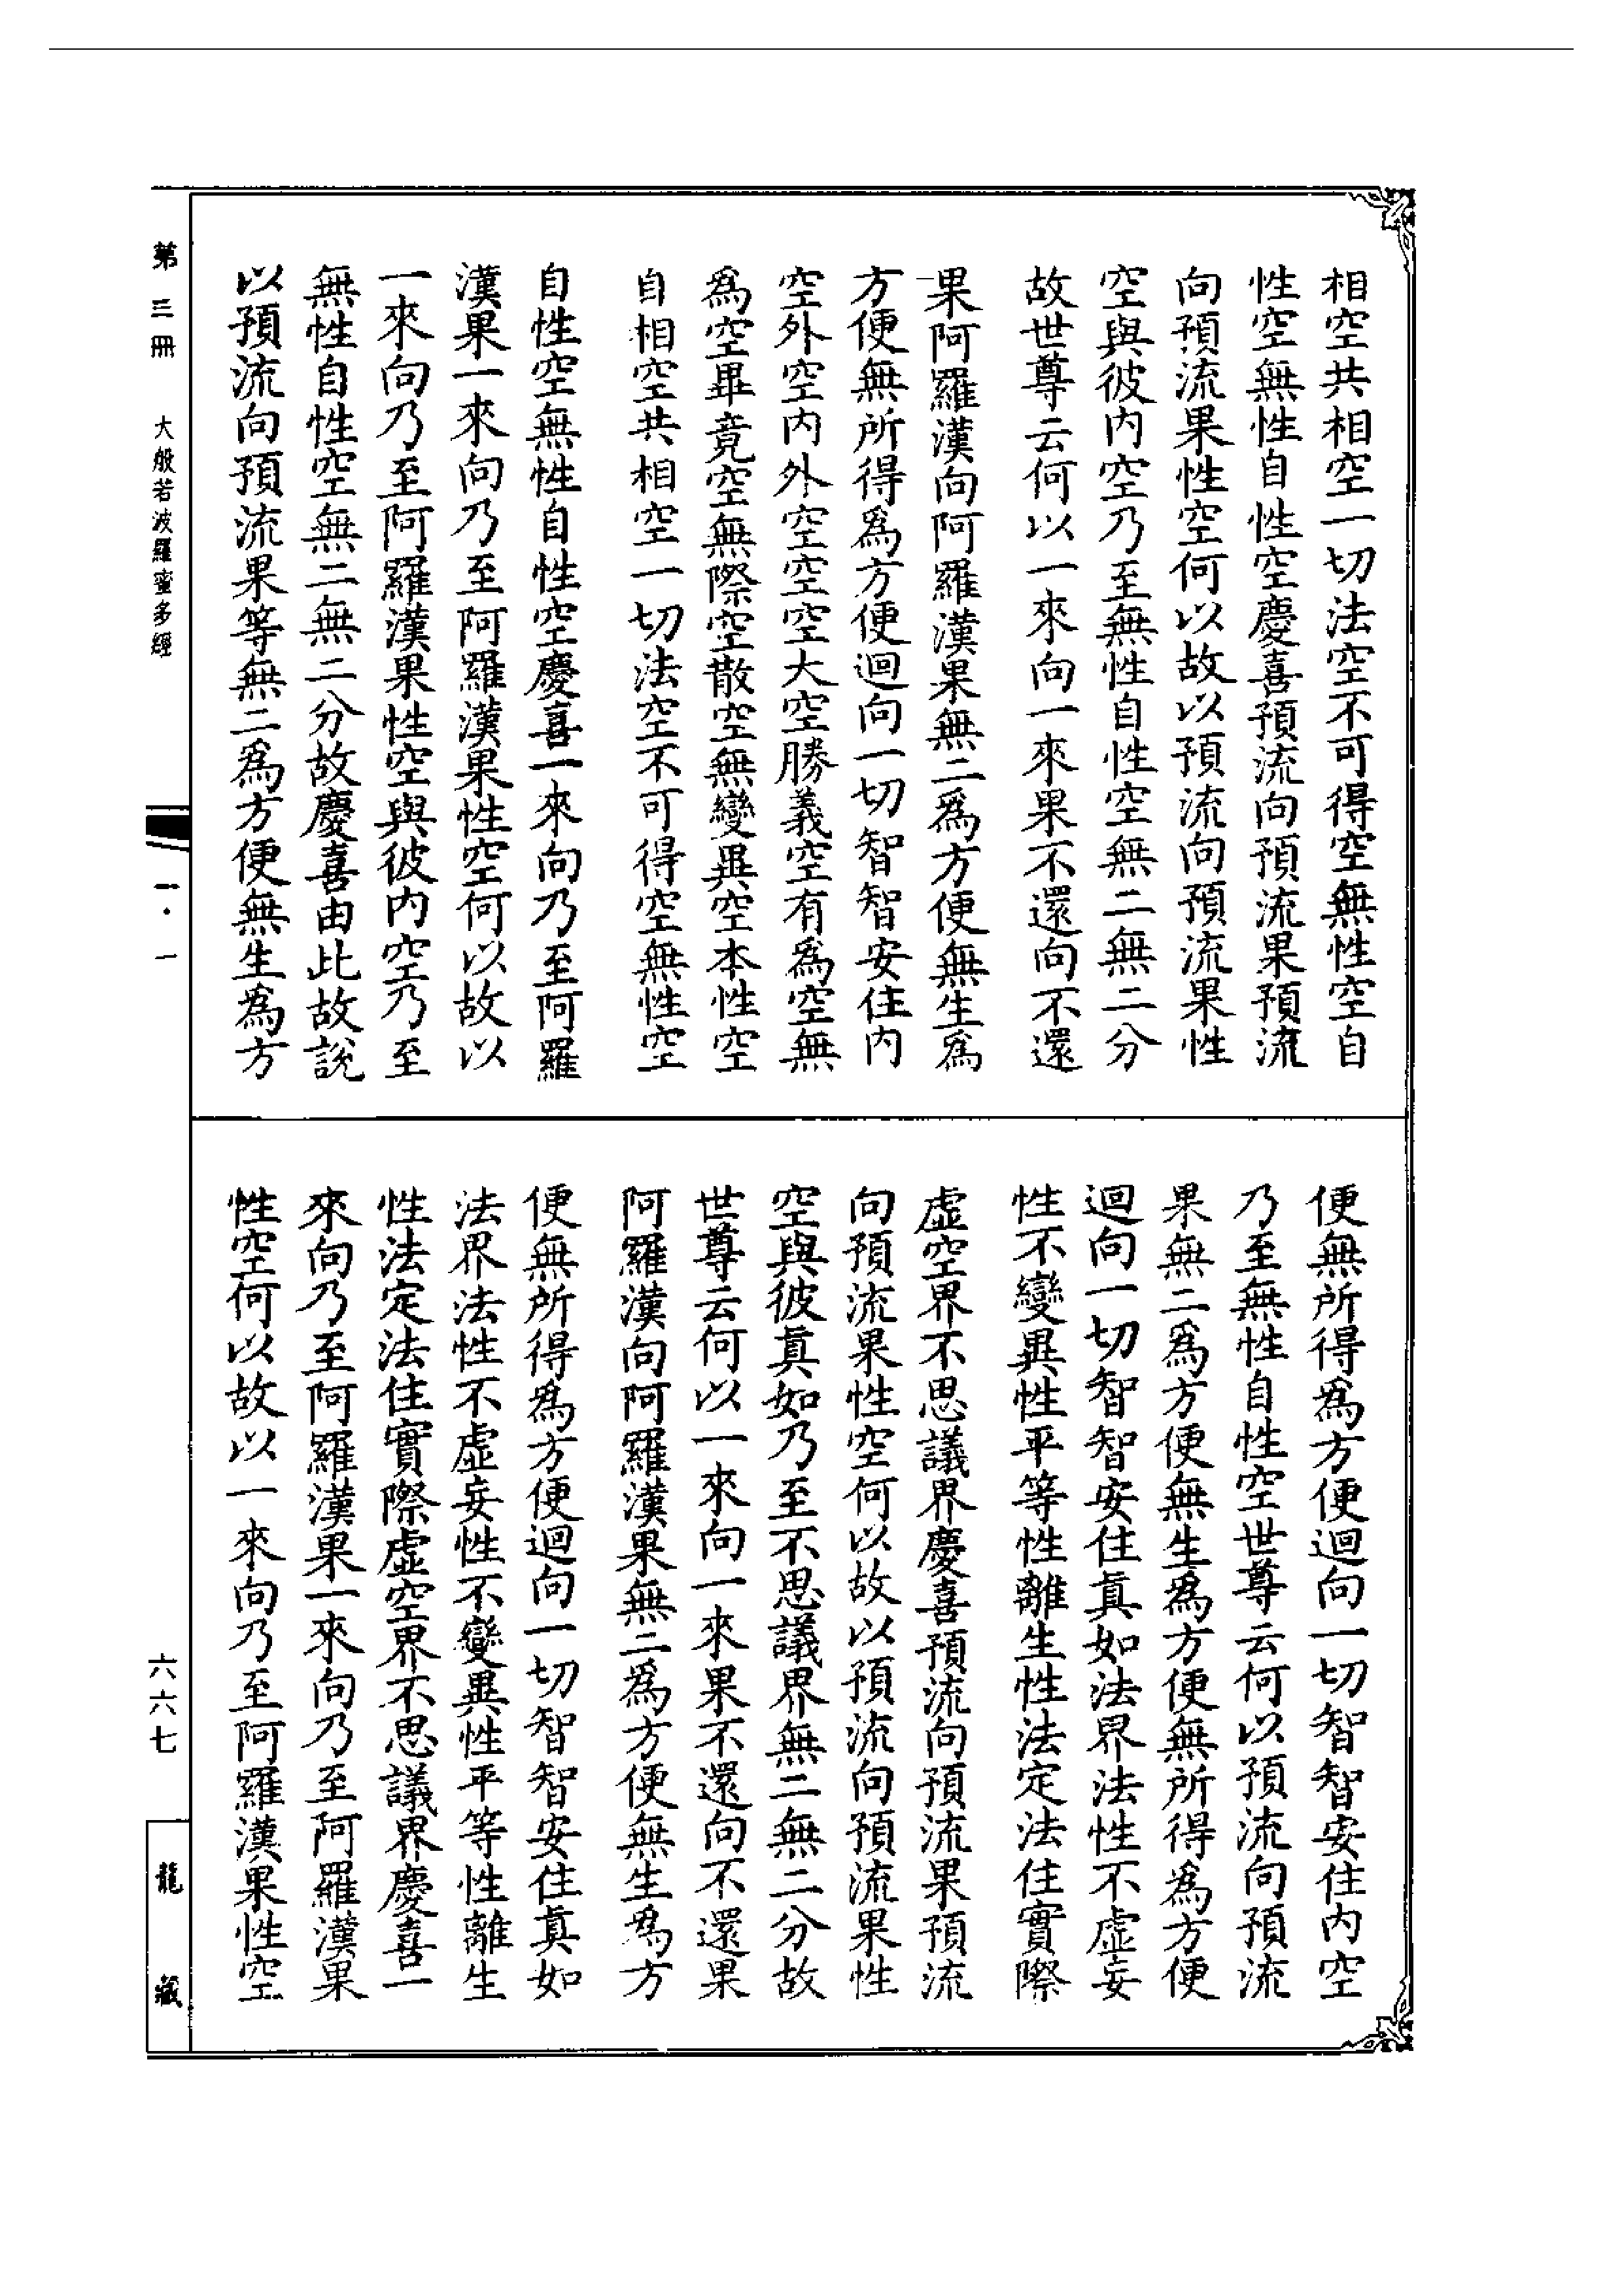 相空共相空一切法空不可得空無性空自
性空無性自性空慶喜預流向預流果預流
向預流果性空何以故以預流向預流果性
空與彼內空乃至無性自性空無二無二分
故世尊云何以一來向一來果不還向不還
果阿羅漢向阿羅漢果無二爲方便無生爲
方便無所得爲方便迴向一切智智安住內
空外空內外空空空大空勝義空有爲空無
爲空畢竟空無際空散空無變異空本性空
自相空共相空一切法空不可得空無性空
自性空無性自性空慶喜一來向乃至阿羅
漢果一來向乃至阿羅漢果性空何以故以
一來向乃至阿羅漢果性空與彼內空乃至
無性自性空無二無二分故慶喜由此故說
以預流向預流果等無二爲方便無生爲方
便無所得爲方便迴向一切智智安住內空
乃至無性自性空世尊云何以預流向預流
果無二爲方便無生爲方便無所得爲方便
迴向一切智智安住眞如法界法性不虛妄
性不變異性平等性離生性法定法住實際
虛空界不思議界慶喜預流向預流果預流
向預流果性空何以故以預流向預流果性
空與彼眞如乃至不思議界無二無二分故
世尊云何以一來向一來果不還向不還果
阿羅漢向阿羅漢果無二爲方便無生爲方
便無所得爲方便迴向一切智智安住眞如
法界法性不虛妄性不變異性平等性離生
性法定法住實際虛空界不思議界慶喜一
來向乃至阿羅漢果一來向乃至阿羅漢果
性空何以故以一來向乃至阿羅漢果性空
第三冊 大般若波羅蜜多經 一·一 六六七 龍藏